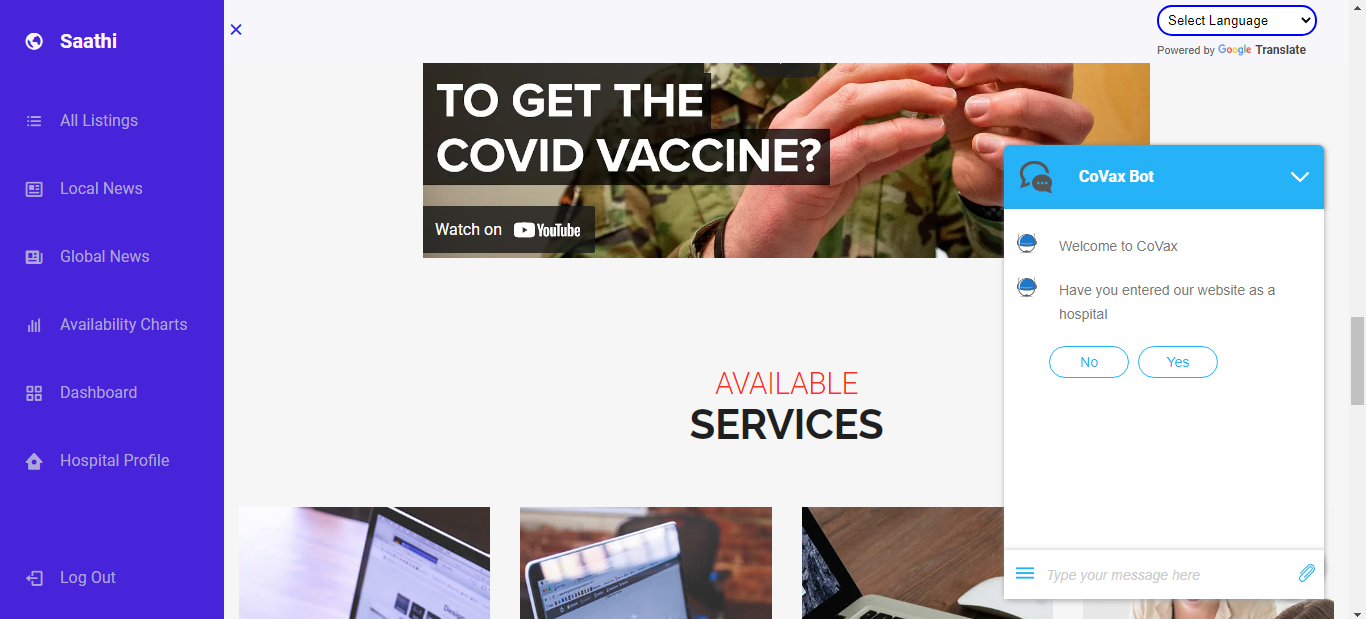 Saathi
All Listings
Local News
Global News
Availability Charts
Dashboard
Hospital Profile
Log Out
Select Language
Powered by Google Translate
TO GET THE
COVID VACCINE?
Watch on YouTube
AVAILABLE
SERVICES
CoVax Bot
Welcome to CoVax
Have you entered our website as a
hospital
No Yes
Type your message here